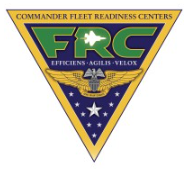 COMMANDER FLEET READINESS CENTERS
FRC
EFFICIENS · AGILIS · VELOX